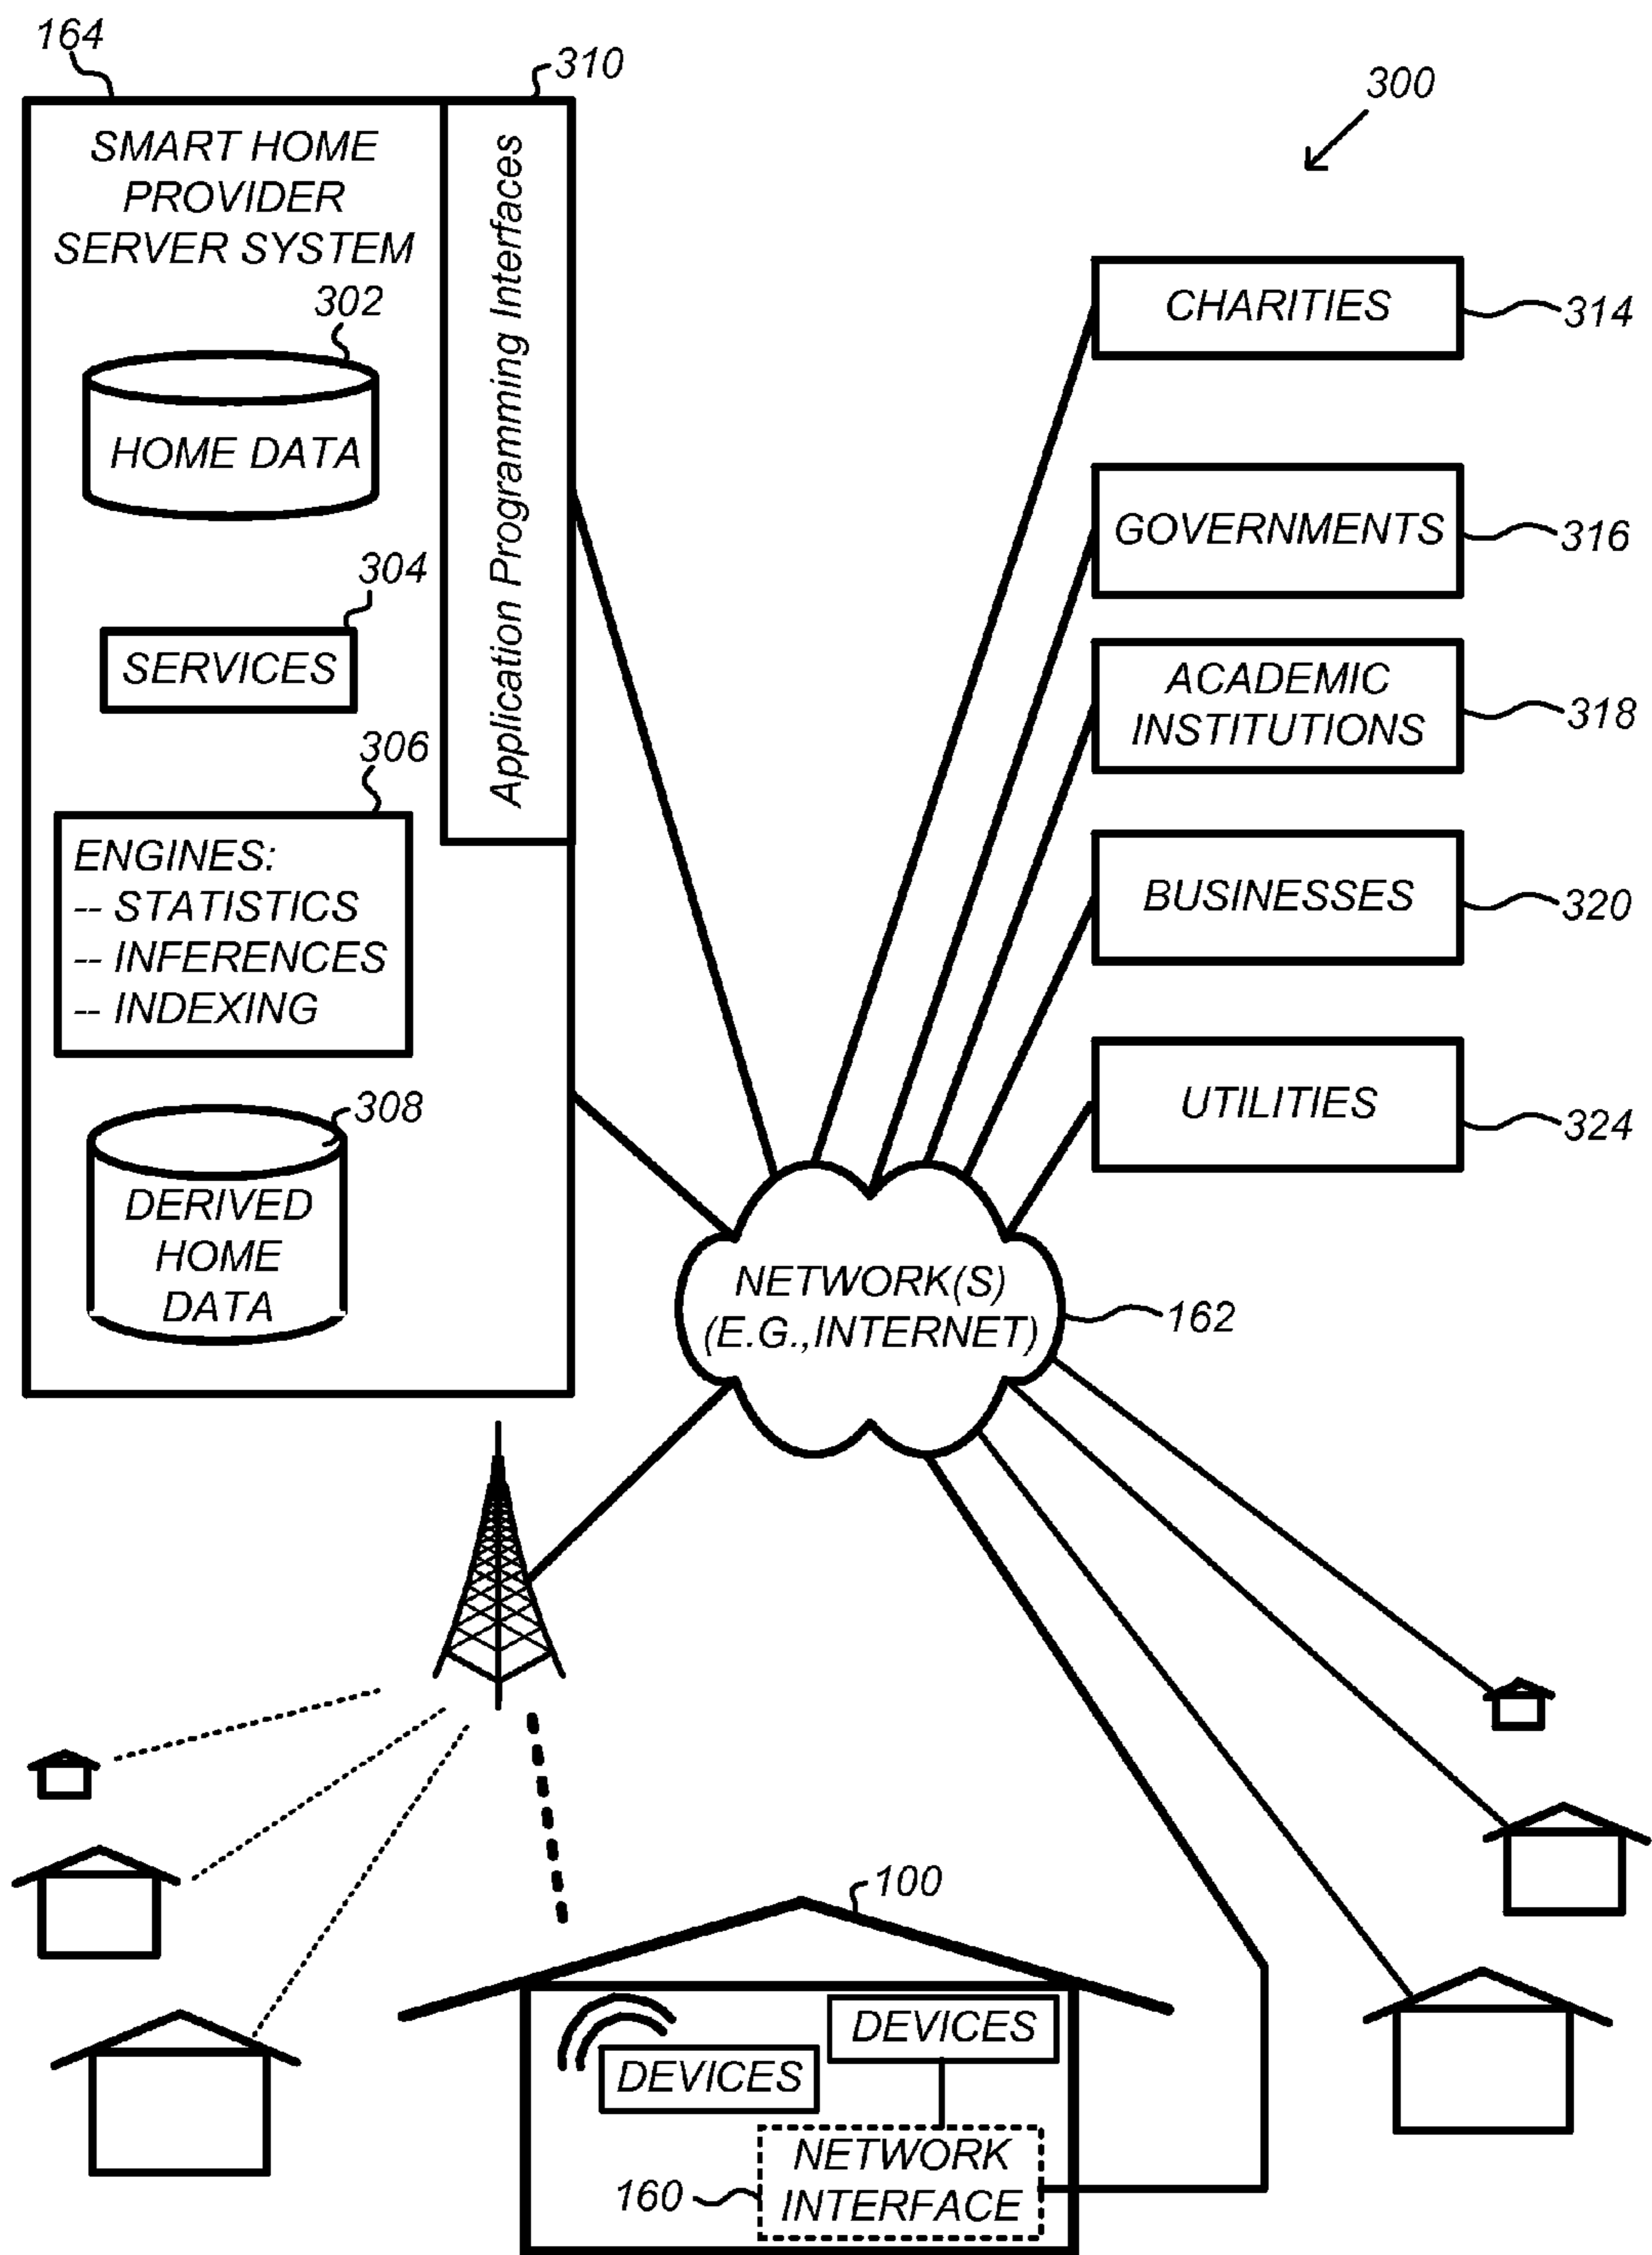 164
310
300
SMART HOME
PROVIDER
SERVER SYSTEM
Application Programming Interfaces
302
HOME DATA
304
SERVICES
306
ENGINES:
-- STATISTICS
-- INFERENCES
-- INDEXING
308
DERIVED
HOME
DATA
CHARITIES
314
GOVERNMENTS
316
ACADEMIC
INSTITUTIONS
318
BUSINESSES
320
UTILITIES
324
NETWORK(S)
(E.G.,INTERNET)
162
100
DEVICES
DEVICES
NETWORK
INTERFACE
160